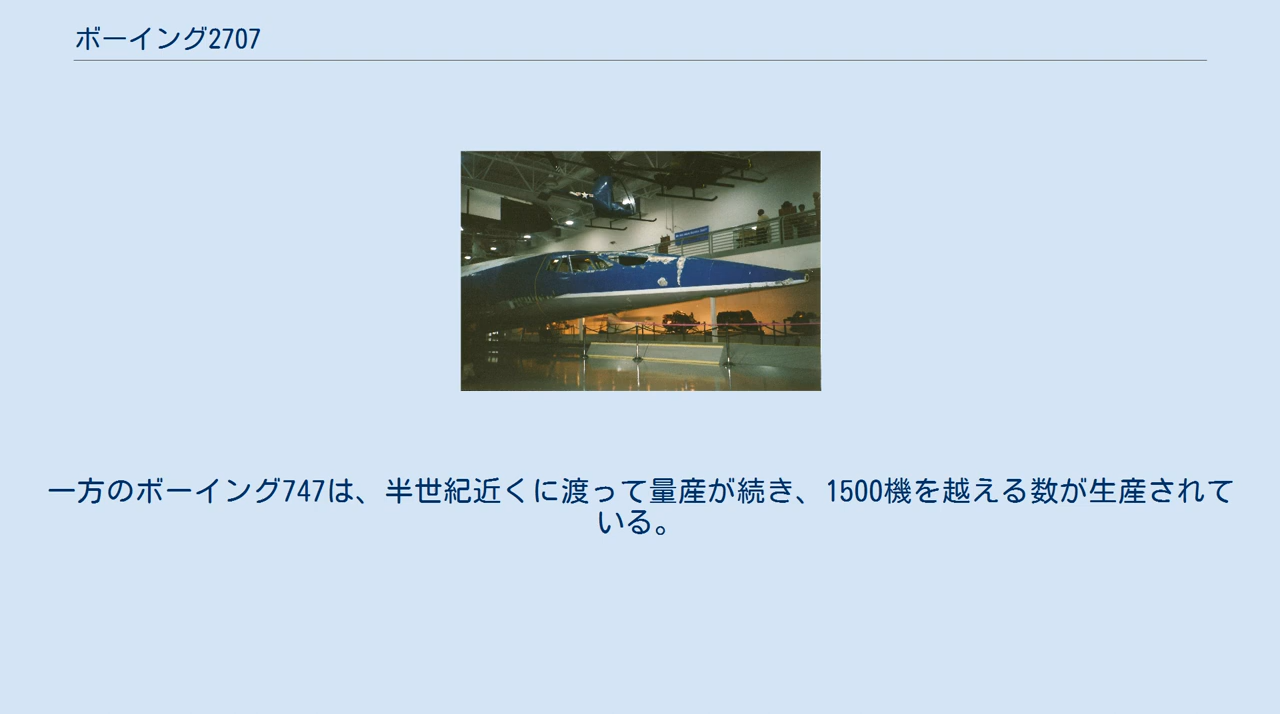 ボーイング2707
一方のボーイング747は、半世紀近くに渡って量産が続き、1500機を越える数が生産されて
いる。